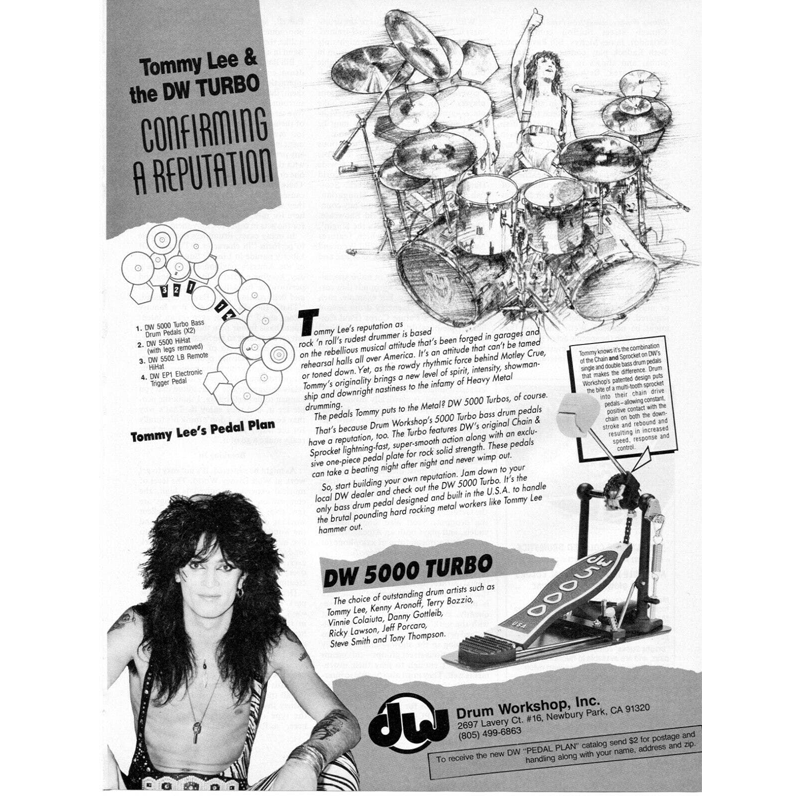 Tommy Lee &
the DW TURBO
CONFIRMING
A REPUTATION
3 2 1
1 4
1. DW 5000 Turbo Bass
Drum Pedals (X2)
2. DW 5500 HiHat
(with legs removed)
3. DW 5502 LB Remote
HiHat
4. DW EP1 Electronic
Trigger Pedal
Tommy Lee's Pedal Plan
Tommy Lee's reputation as
rock 'n roll's rudest drummer is based
on the rebellious musical attitude that's been forged in garages and
rehearsal halls all over America. It's an attitude that can't be tamed
or toned down. Yet, as the rowdy rhythmic force behind Motley Crue,
Tommy's originality brings a new level of spirit, intensity, showman-
ship and downright nastiness to the infamy of Heavy Metal
drumming.
The pedals Tommy puts to the Metal? DW 5000 Turbos, of course.
That's because Drum Workshop's 5000 Turbo bass drum pedals
have a reputation, too. The Turbo features DW's original Chain &
Sprocket lightning-fast, super-smooth action along with an exclu-
sive one-piece pedal plate for rock solid strength. These pedals
can take a beating night after night and never wimp out.
So, start building your own reputation. Jam down to your
local DW dealer and check out the DW 5000 Turbo. It's the
only bass drum pedal designed and built in the U.S.A. to handle
the brutal pounding hard rocking metal workers like Tommy Lee
hammer out.
Tommy knows it's the combination
of the Chain and Sprocket on DW's
single and double bass drum pedals
that makes the difference. Drum
Workshop's patented design puts
the bite of a multi-tooth sprocket
into their chain drive
pedals–allowing constant,
positive contact with the
chain on both the down-
stroke and rebound and
resulting in increased
speed, response and
control.
DW 5000 TURBO
The choice of outstanding drum artists such as
Tommy Lee, Kenny Aronoff, Terry Bozzio,
Vinnie Colaiuta, Danny Gottleib,
Ricky Lawson, Jeff Porcaro,
Steve Smith and Tony Thompson.
dw 5000
U.S.A.
dw
Drum Workshop, Inc.
2697 Lavery Ct. #16, Newbury Park, CA 91320
(805) 499-6863
To receive the new DW "PEDAL PLAN" catalog send $2 for postage and
handling along with your name, address and zip.